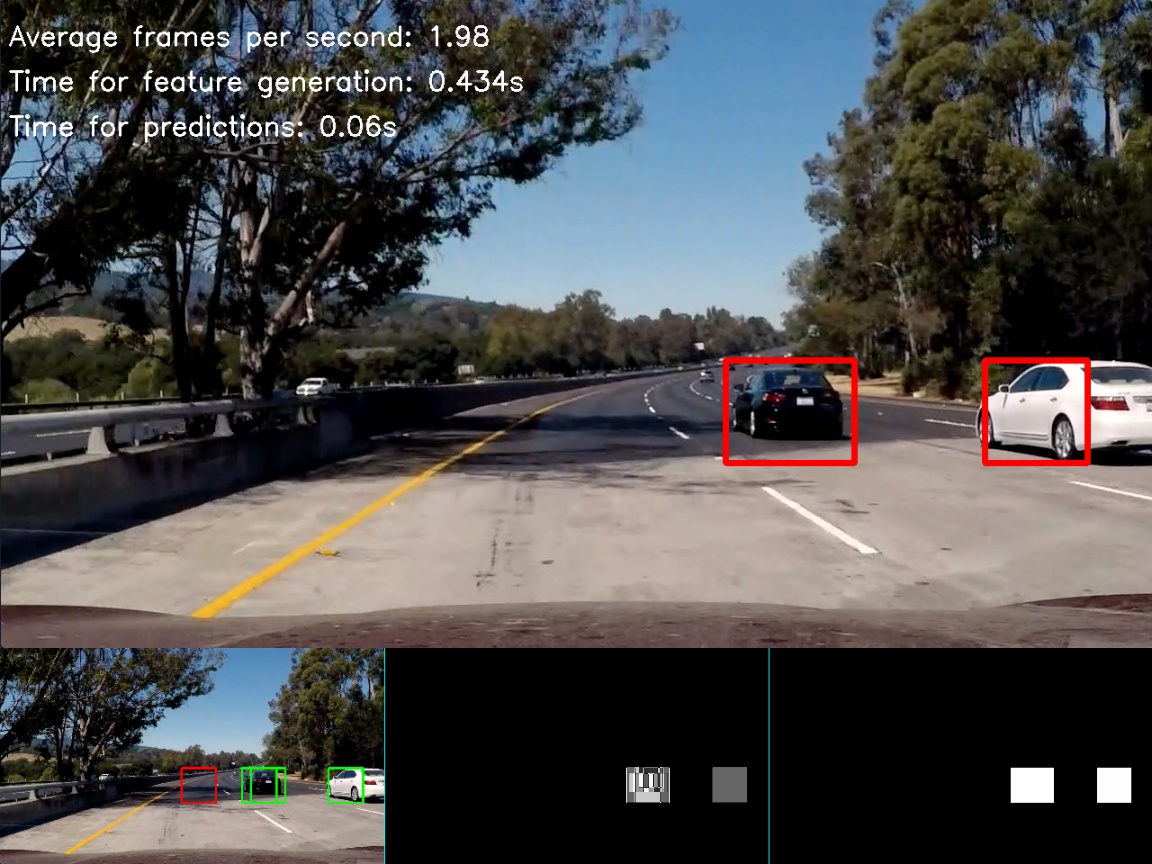 Average frames per second: 1.98
Time for feature generation: 0.434s
Time for predictions: 0.06s